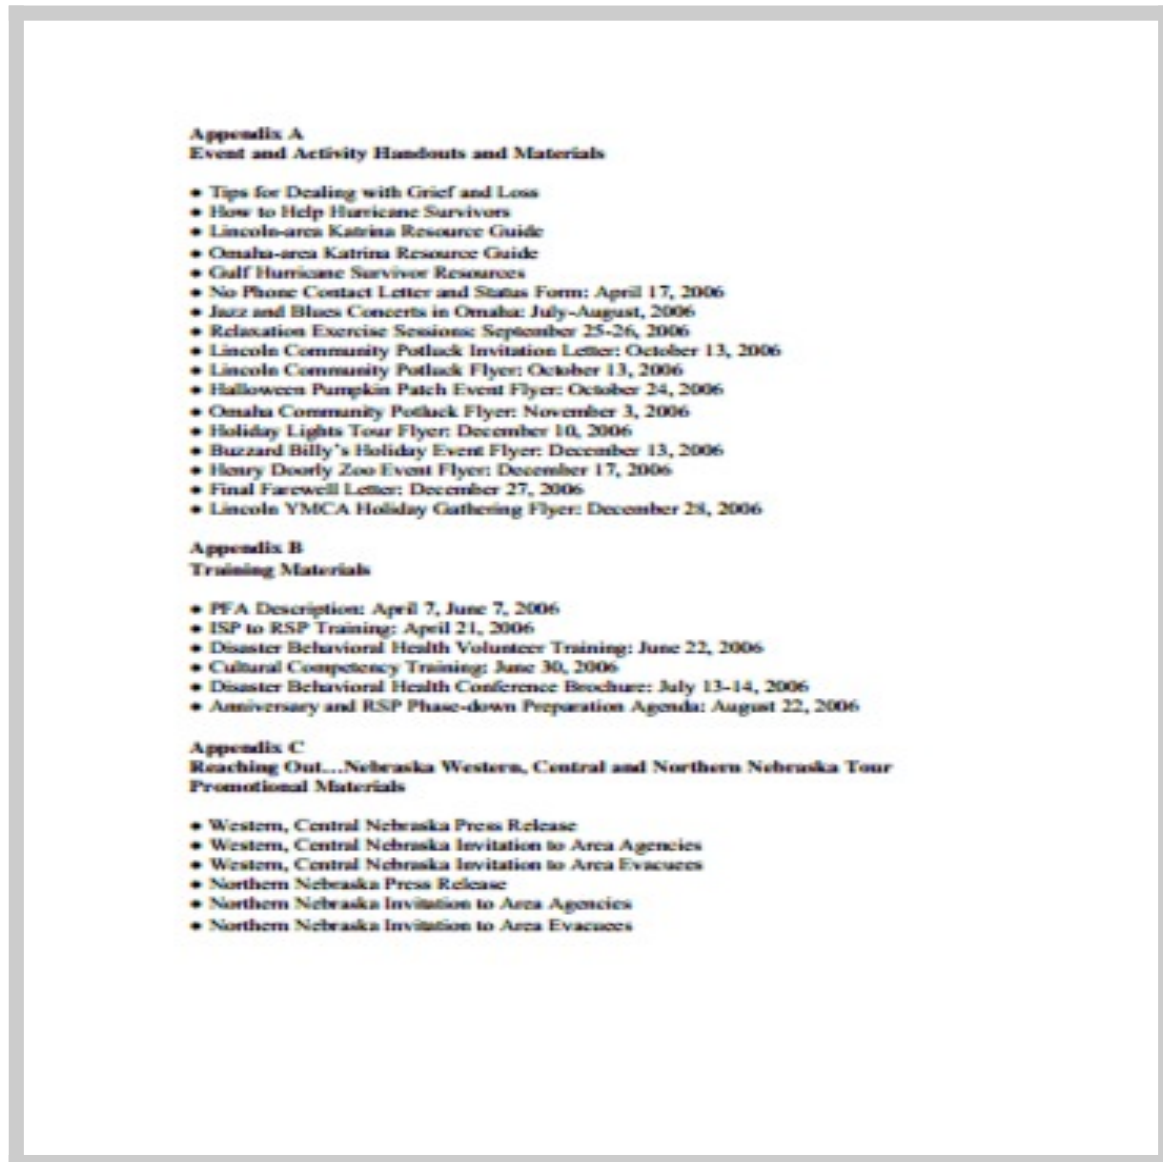 Appendix A
Event and Activity Handouts and Materials
• Tips for Dealing with Grief and Loss
• How to Help Hurricane Survivors
• Lincoln-area Katrina Resource Guide
• Omaha-area Katrina Resource Guide
• Gulf Hurricane Survivor Resources
• No Phone Contact Letter and Status Form: April 17, 2006
• Jazz and Blues Concerts in Omaha: July-August, 2006
• Relaxation Exercise Sessions: September 25-26, 2006
• Lincoln Community Potluck Invitation Letter: October 13, 2006
• Lincoln Community Potluck Flyer: October 13, 2006
• Halloween Pumpkin Patch Event Flyer: October 24, 2006
• Omaha Community Potluck Flyer: November 3, 2006
• Holiday Lights Tour Flyer: December 10, 2006
• Buzzard Billy's Holiday Event Flyer: December 13, 2006
• Henry Doorly Zoo Event Flyer: December 17, 2006
• Final Farewell Letter: December 27, 2006
• Lincoln YMCA Holiday Gathering Flyer: December 28, 2006
Appendix B
Training Materials
• PFA Description: April 7, June 7, 2006
• ISP to RSP Training: April 21, 2006
• Disaster Behavioral Health Volunteer Training: June 22, 2006
• Cultural Competency Training: June 30, 2006
• Disaster Behavioral Health Conference Brochure: July 13-14, 2006
• Anniversary and RSP Phase-down Preparation Agenda: August 22, 2006
Appendix C
Reaching Out...Nebraska Western, Central and Northern Nebraska Tour
Promotional Materials
• Western, Central Nebraska Press Release
• Western, Central Nebraska Invitation to Area Agencies
• Western, Central Nebraska Invitation to Area Evacuees
• Northern Nebraska Press Release
• Northern Nebraska Invitation to Area Agencies
• Northern Nebraska Invitation to Area Evacuees